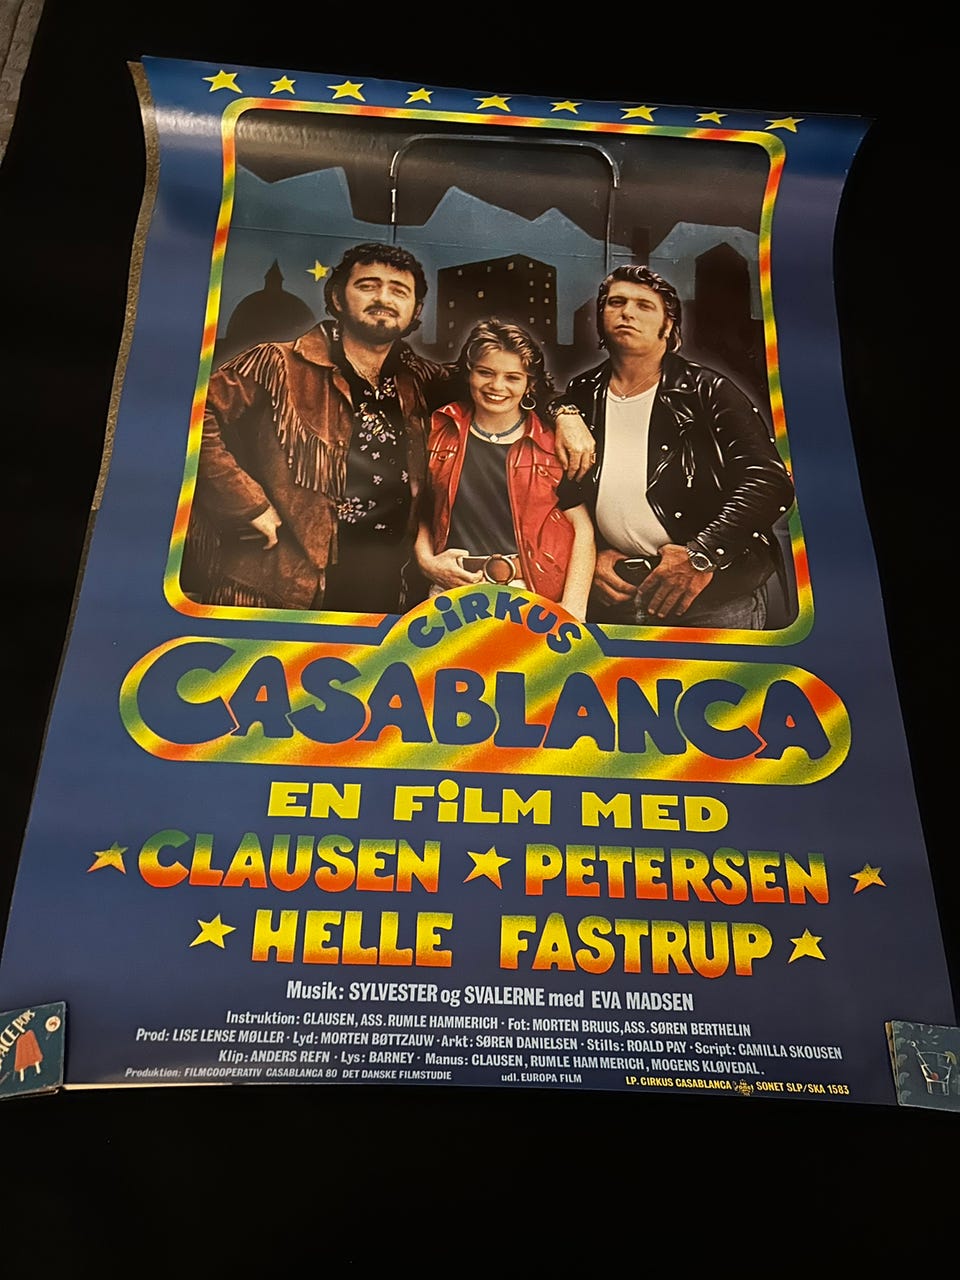 CiRKUS
CASABLANCA
EN FiLM MED
CLAUSEN PETERSEN
HELLE FASTRUP
Musik: SYLVESTER og SVALERNE med EVA MADSEN
Instruktion: CLAUSEN, ASS. RUMLE HAMMERICH · Fot: MORTEN BRUUS, ASS. SØREN BERTHELIN
Prod: LISE LENSE MØLLER · Lyd: MORTEN BØTTZAUW · Arkt: SØREN DANIELSEN · Stills: ROALD PAY · Script: CAMILLA SKOUSEN
Klip: ANDERS REFN · Lys: BARNEY · Manus: CLAUSEN, RUMLE HAMMERICH, MOGENS KLØVEDAL.
Produktion: FILMCOOPERATIV CASABLANCA 80 DET DANSKE FILMSTUDIE udl. EUROPA FILM LP. CIRKUS CASABLANCA SONET SLP/SKA 1583